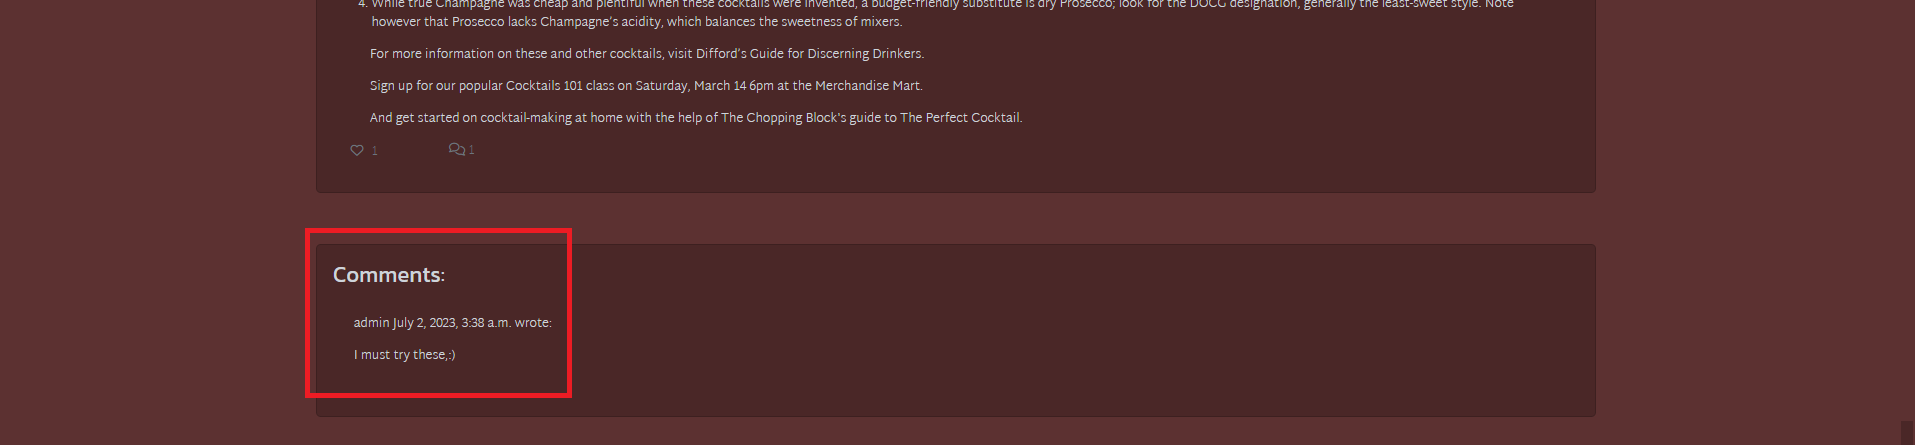 4. While true Champagne was cheap and plentiful when these cocktails were invented, a budget-friendly substitute is dry Prosecco; look for the DOCG designation, generally the least-sweet style. Note
however that Prosecco lacks Champagne's acidity, which balances the sweetness of mixers.
For more information on these and other cocktails, visit Difford's Guide for Discerning Drinkers.
Sign up for our popular Cocktails 101 class on Saturday, March 14 6pm at the Merchandise Mart.
And get started on cocktail-making at home with the help of The Chopping Block's guide to The Perfect Cocktail.
1 1
Comments:
admin July 2, 2023, 3:38 a.m. wrote:
I must try these,:)